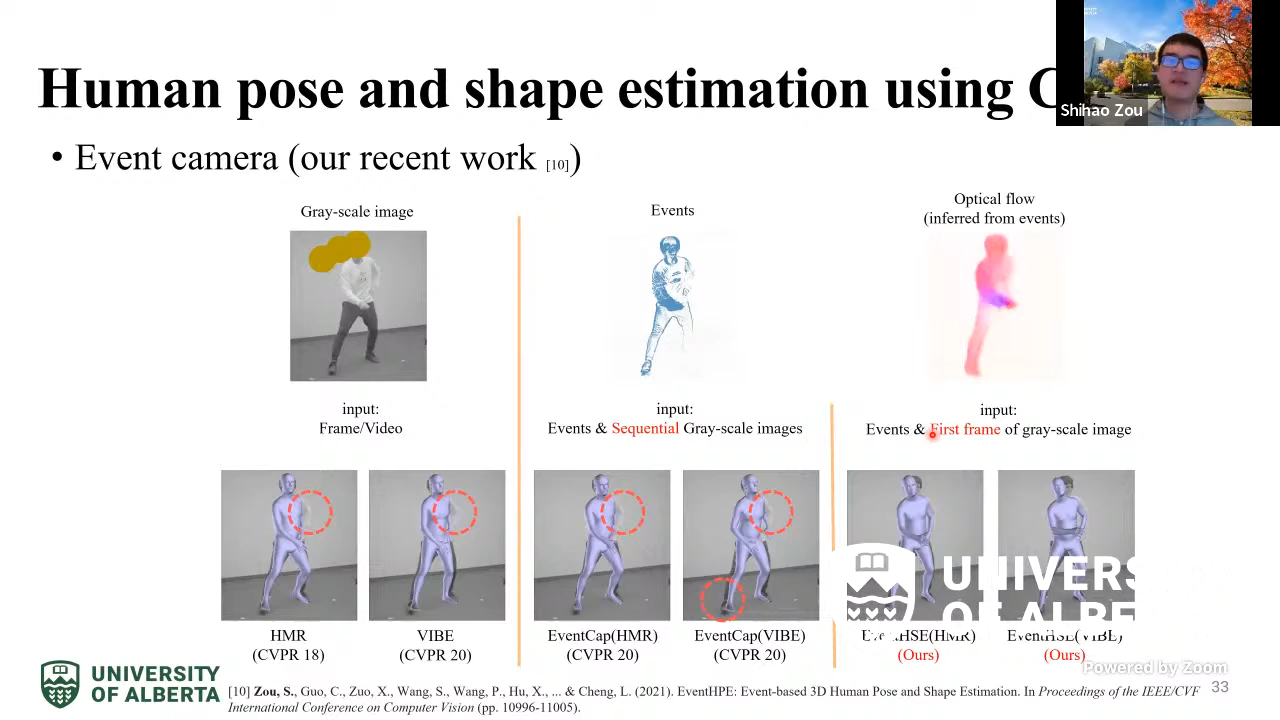 Human pose and shape estimation using
Shihao Zou
• Event camera (our recent work [10])
Gray-scale image
Events
Optical flow
(inferred from events)
input:
Frame/Video
input:
Events & Sequential Gray-scale images
input:
Events & First frame of gray-scale image
HMR
(CVPR 18)
VIBE
(CVPR 20)
EventCap(HMR)
(CVPR 20)
EventCap(VIBE)
(CVPR 20)
(HMR)
(Ours)
(VIBE)
(Ours)
UNIVERS
OF ALBERT
Powered by Zoom
UNIVERSITY
OF ALBERTA
[10] Zou, S., Guo, C., Zuo, X., Wang, S., Wang, P., Hu, X., ... & Cheng, L. (2021). EventHPE: Event-based 3D Human Pose and Shape Estimation. In Proceedings of the IEEE/CVF
International Conference on Computer Vision (pp. 10996-11005).
33